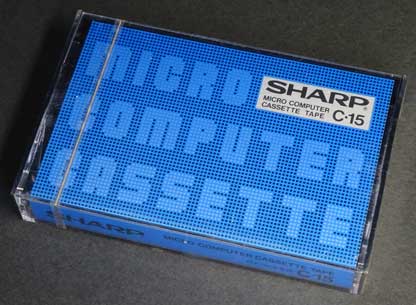 MICRO
COMPUTER
CASSETTE
SHARP
MICRO COMPUTER
CASSETTE TAPE C-15
SHARP
MICRO COMPUTER CASSETTE TAPE
C-15